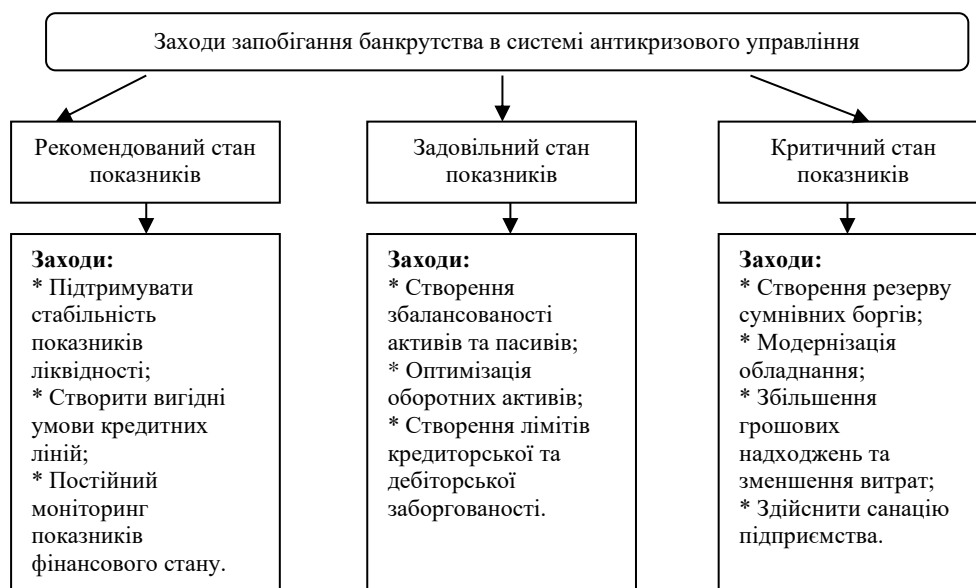 Заходи запобігання банкрутства в системі антикризового управління
Рекомендований стан
показників
Задовільний стан
показників
Критичний стан
показників
Заходи:
* Підтримувати
стабільність
показників
ліквідності;
* Створити вигідні
умови кредитних
ліній;
* Постійний
моніторинг
показників
фінансового стану.
Заходи:
* Створення
збалансованості
активів та пасивів;
* Оптимізація
оборотних активів;
* Створення лімітів
кредиторської та
дебіторської
заборгованості.
Заходи:
* Створення резерву
сумнівних боргів;
* Модернізація
обладнання;
* Збільшення
грошових
надходжень та
зменшення витрат;
* Здійснити санацію
підприємства.